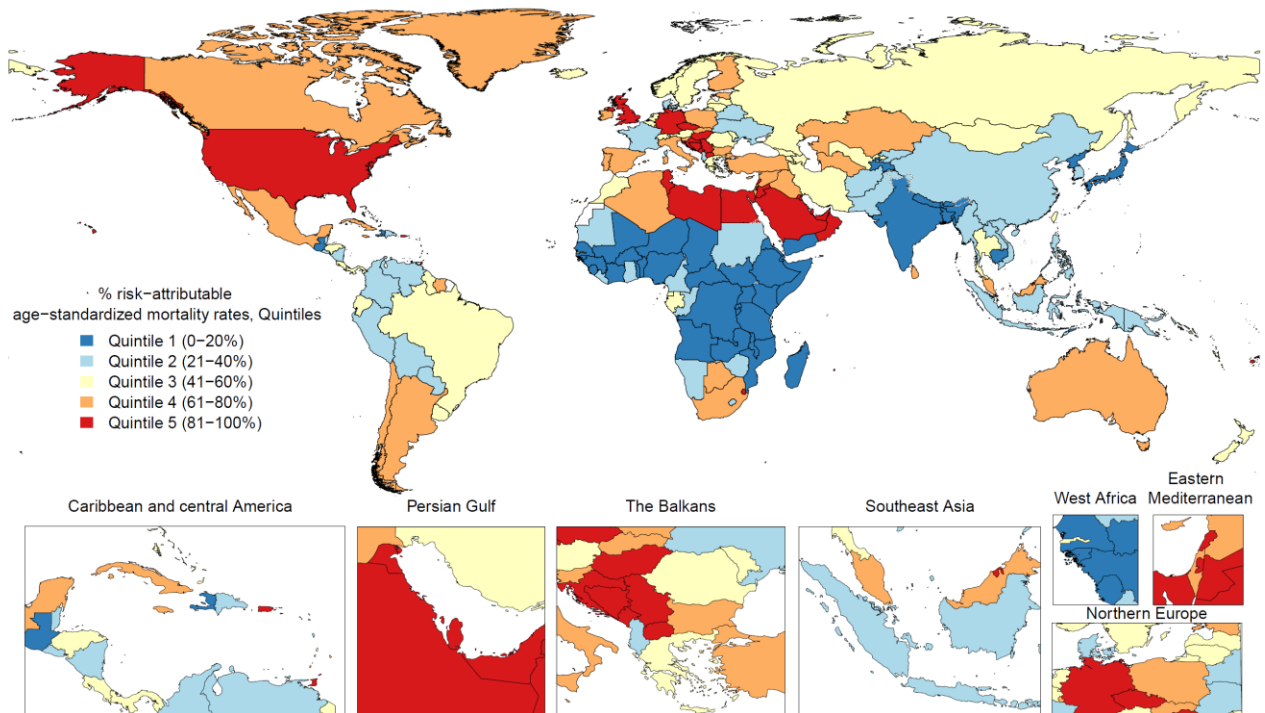 % risk−attributable
age−standardized mortality rates, Quintiles
Quintile 1 (0−20%)
Quintile 2 (21−40%)
Quintile 3 (41−60%)
Quintile 4 (61−80%)
Quintile 5 (81−100%)
Caribbean and central America
Persian Gulf
The Balkans
Southeast Asia
West Africa
Eastern
Mediterranean
Northern Europe